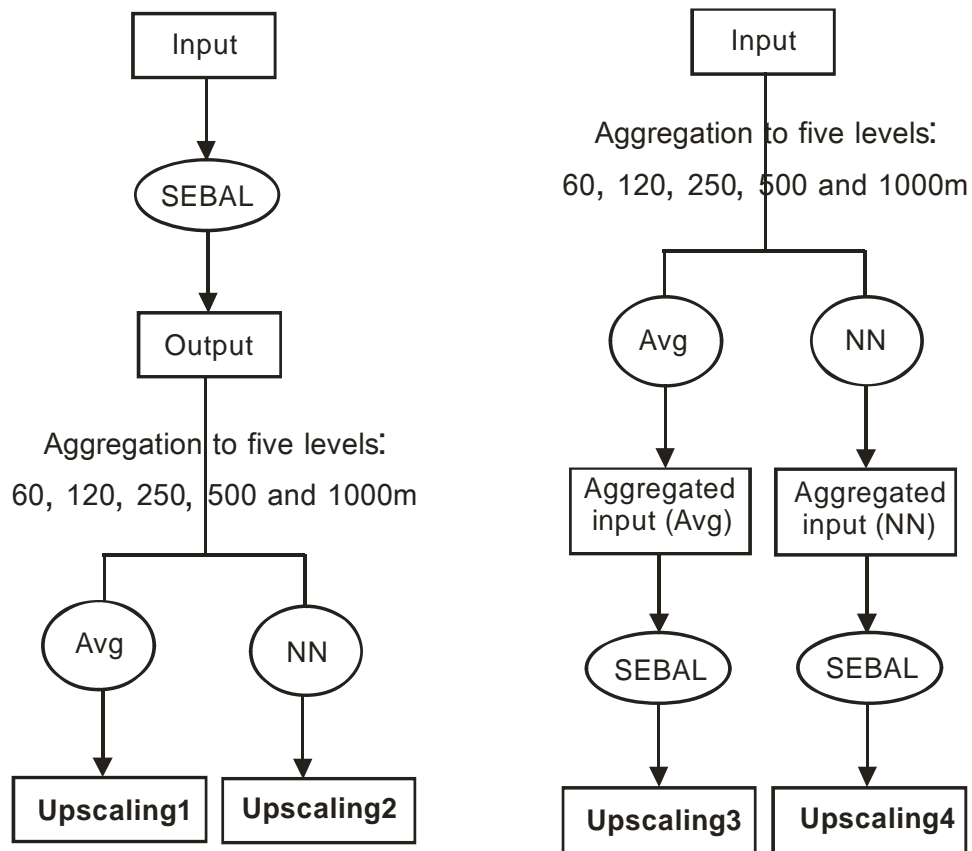 Input
SEBAL
Output
Aggregation to five levels:
60, 120, 250, 500 and 1000m
Avg
NN
Upscaling1
Upscaling2
Input
Aggregation to five levels:
60, 120, 250, 500 and 1000m
Avg
NN
Aggregated
input (Avg)
Aggregated
input (NN)
SEBAL
SEBAL
Upscaling3
Upscaling4